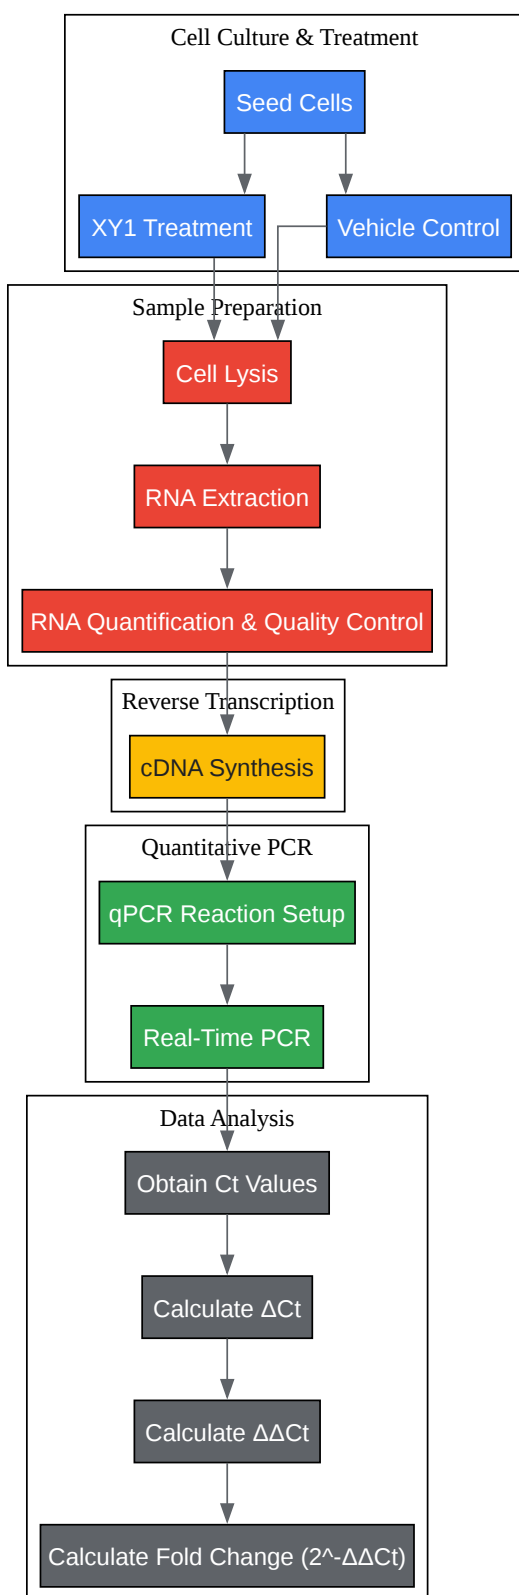 Cell Culture & Treatment
Seed Cells
XY1 Treatment
Vehicle Control
Sample Preparation
Cell Lysis
RNA Extraction
RNA Quantification & Quality Control
Reverse Transcription
cDNA Synthesis
Quantitative PCR
qPCR Reaction Setup
Real-Time PCR
Data Analysis
Obtain Ct Values
Calculate ΔCt
Calculate ΔΔCt
Calculate Fold Change (2^-ΔΔCt)